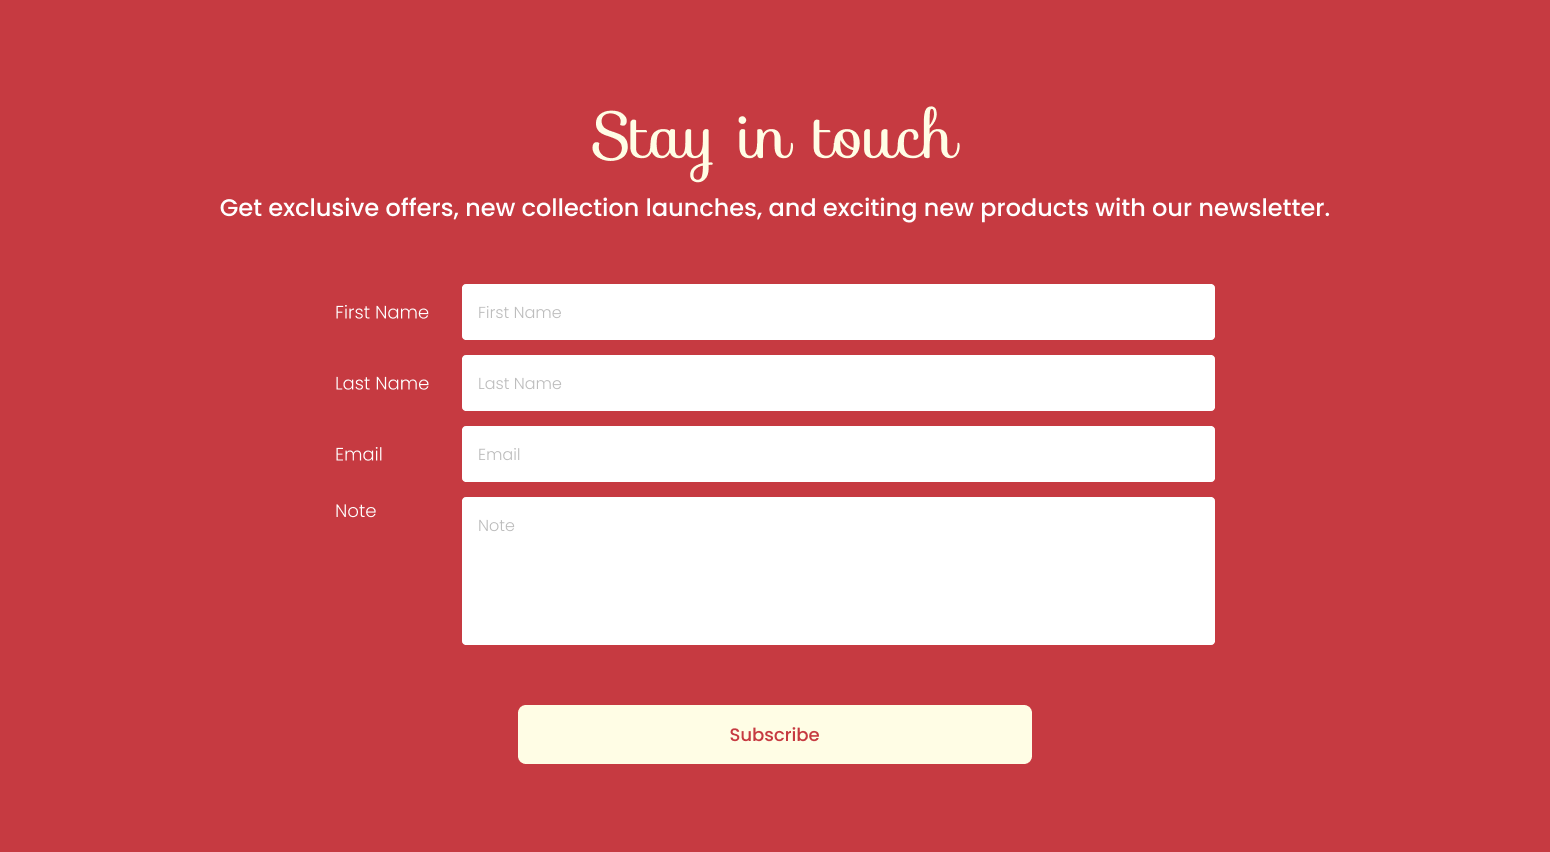 Stay in touch
Get exclusive offers, new collection launches, and exciting new products with our newsletter.
First Name
First Name
Last Name
Last Name
Email
Email
Note
Note
Subscribe